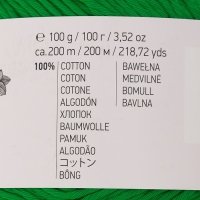 ℮ 100 g / 100 г / 3,52 oz
ca. 200 m / 200 м / 218,72 yds
100% COTTON
COTON
COTONE
ALGODÓN
ХЛОПОК
BAUMWOLLE
PAMUK
ALGODÃO
コットン
BÔNG
BAWEŁNA
MEDVILNĖ
BOMULL
BAVLNA